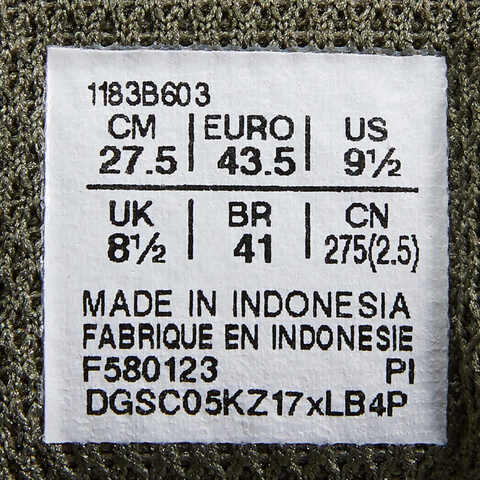 1183B603
CM | EURO | US
27.5 | 43.5 | 9½
UK | BR | CN
8½ | 41 | 275(2.5)
MADE IN INDONESIA
FABRIQUE EN INDONESIE
F580123 PI
DGSC05KZ17xLB4P